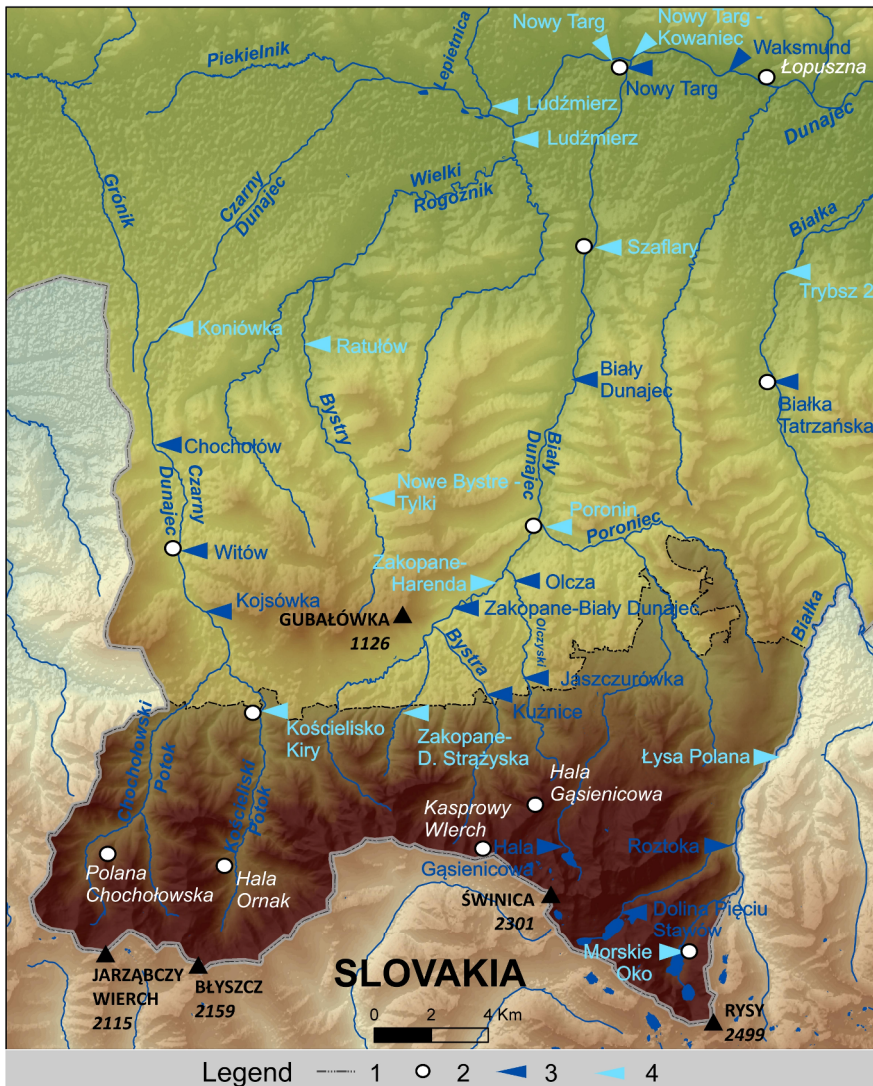 Nowy Targ
Nowy Targ -
Kowaniec
Lepietnica
Piekielnik
Waksmund
Łopuszna
Nowy Targ
Ludźmierz
Dunajec
Ludźmierz
Grónik
Czarny
Dunajec
Wielki
Rogoźnik
Białka
Szaflary
Trybsz 2
Koniówka
Ratułów
Biały
Dunajec
Białka
Tatrzańska
Bystry
Chochołów
Czarny
Dunajec
Biały
Dunajec
Nowe Bystre -
Tylki
Poronin
Poroniec
Witów
Zakopane-
Harenda
Olcza
Kojsówka
Zakopane-Biały Dunajec
GUBAŁÓWKA
1126
Olczyski
Białka
Bystra
Jaszczurówka
Kuźnice
Kościelisko
Kiry
Zakopane-
D. Strążyska
Łysa Polana
Chochołowski
Potok
Kościeliski
Potok
Hala
Gąsienicowa
Kasprowy
WIerch
Hala
Gąsienicowa
Roztoka
Polana
Chochołowska
Hala
Ornak
ŚWINICA
2301
Dolina Pięciu
Stawów
Morskie
Oko
JARZĄBCZY
WIERCH
2115
BŁYSZCZ
2159
SLOVAKIA
RYSY
2499
0 2 4 Km
Legend 1 2 3 4